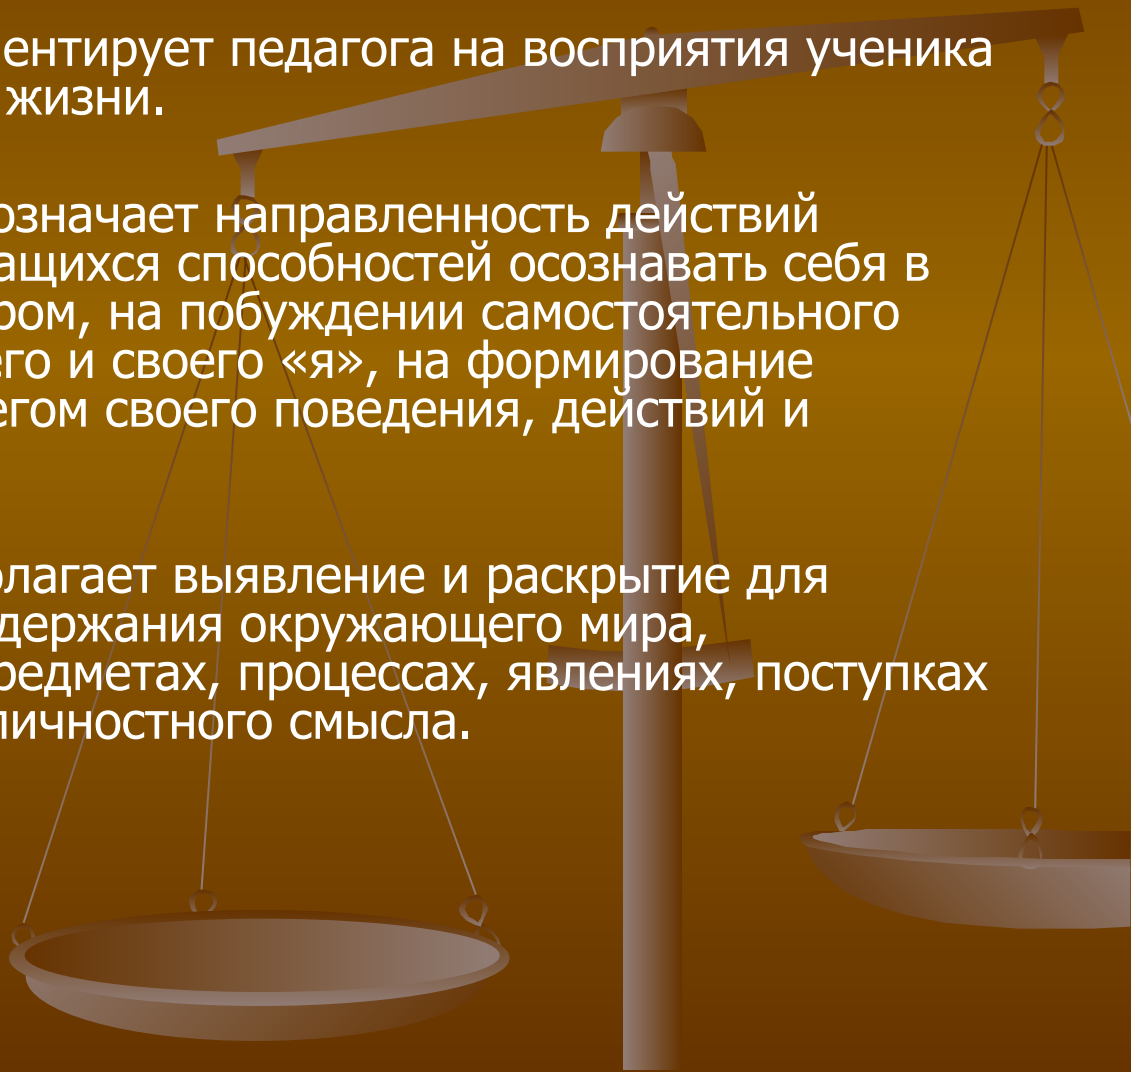 ентирует педагога на восприятия ученика
жизни.
означает направленность действий
ащихся способностей осознавать себя в
ром, на побуждении самостоятельного
его и своего «я», на формирование
егом своего поведения, действий и
олагает выявление и раскрытие для
держания окружающего мира,
редметах, процессах, явлениях, поступках
личностного смысла.